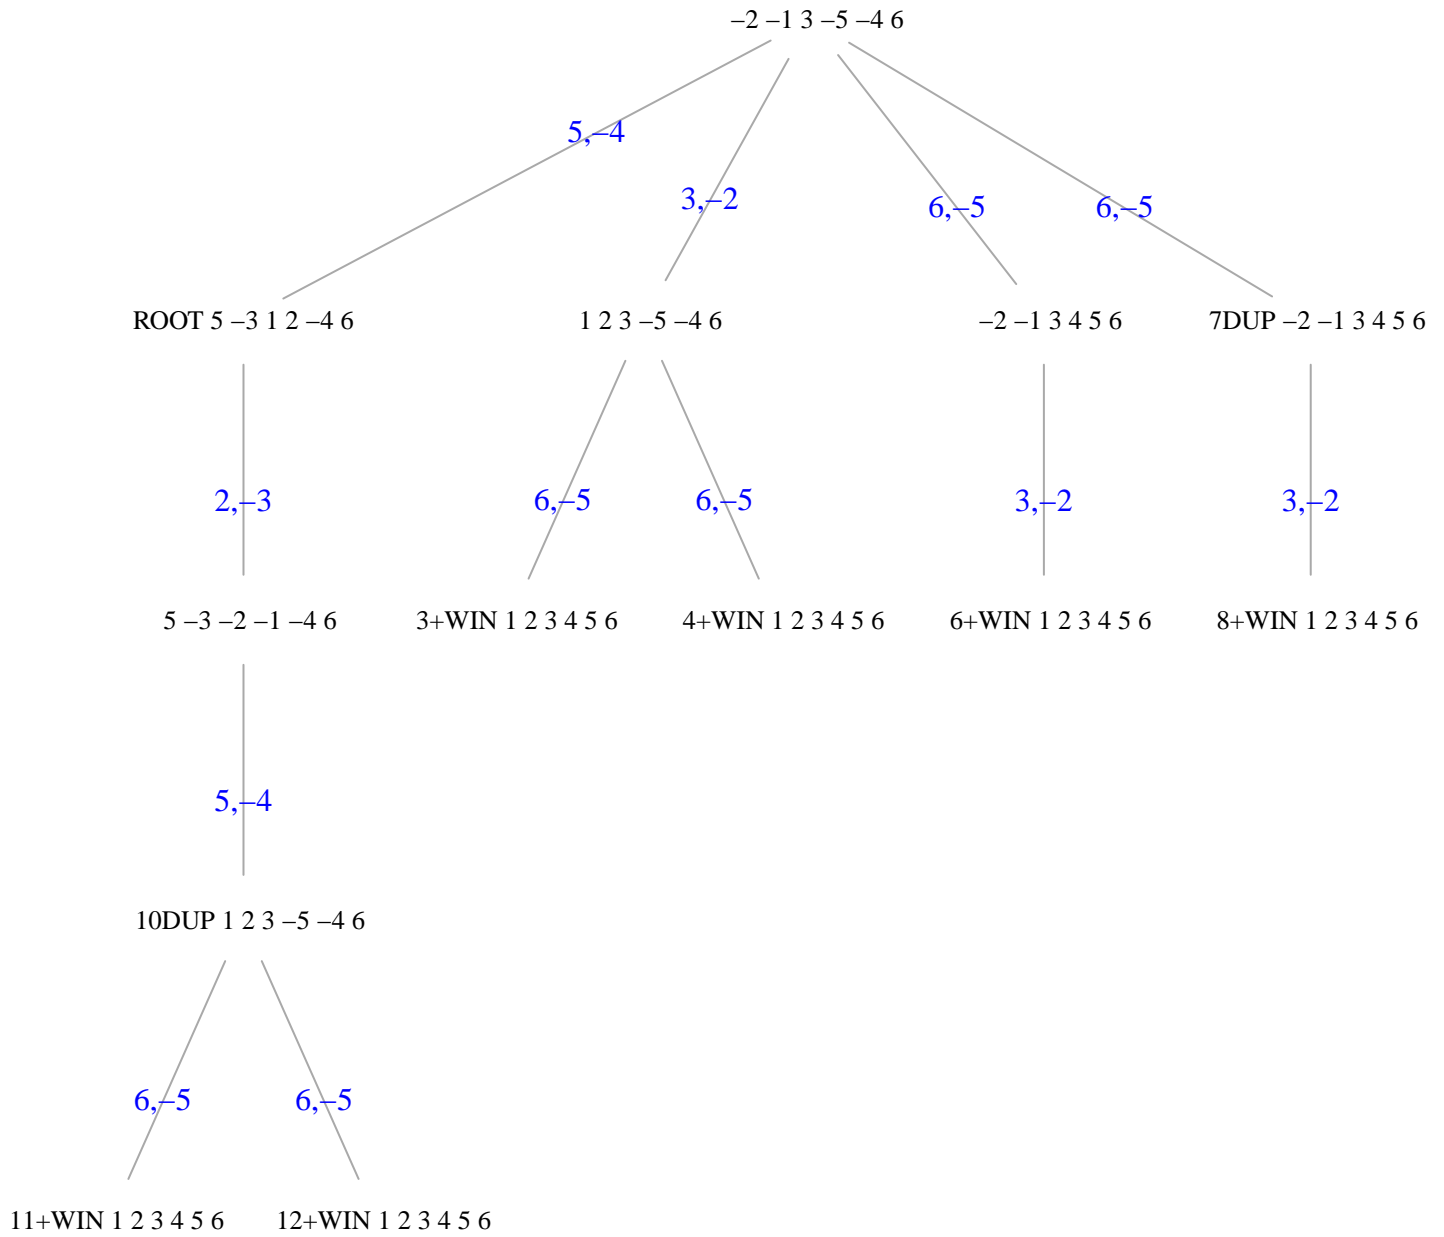 –2 –1 3 –5 –4 6
5,–4
3,–2
6,–5
6,–5
ROOT 5 –3 1 2 –4 6
1 2 3 –5 –4 6
–2 –1 3 4 5 6
7DUP –2 –1 3 4 5 6
2,–3
6,–5
6,–5
3,–2
3,–2
5 –3 –2 –1 –4 6
3+WIN 1 2 3 4 5 6
4+WIN 1 2 3 4 5 6
6+WIN 1 2 3 4 5 6
8+WIN 1 2 3 4 5 6
5,–4
10DUP 1 2 3 –5 –4 6
6,–5
6,–5
11+WIN 1 2 3 4 5 6
12+WIN 1 2 3 4 5 6